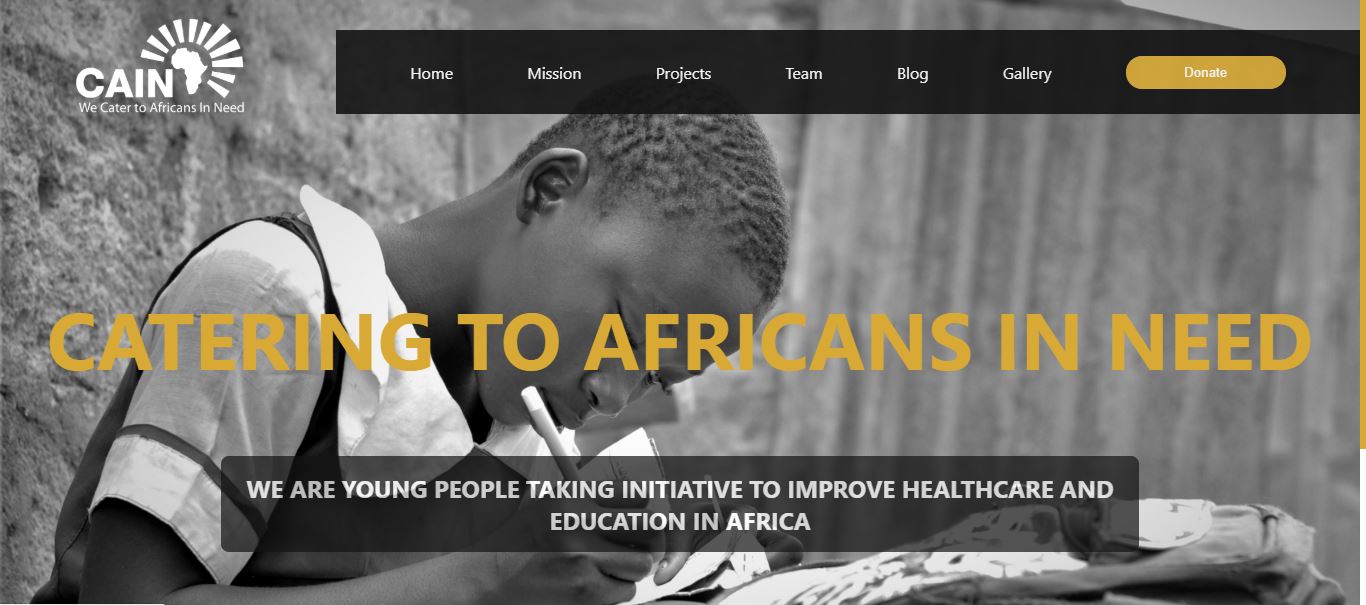 CAIN
We Cater to Africans In Need
Home Mission Projects Team Blog Gallery Donate
CATERING TO AFRICANS IN NEED
WE ARE YOUNG PEOPLE TAKING INITIATIVE TO IMPROVE HEALTHCARE AND
EDUCATION IN AFRICA